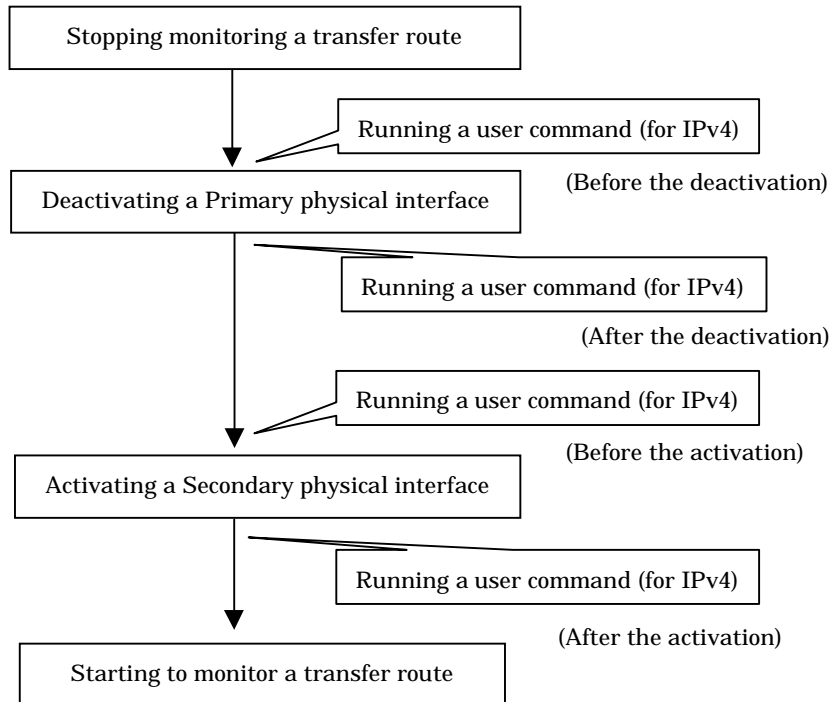 Stopping monitoring a transfer route
Running a user command (for IPv4)
(Before the deactivation)
Deactivating a Primary physical interface
Running a user command (for IPv4)
(After the deactivation)
Running a user command (for IPv4)
(Before the activation)
Activating a Secondary physical interface
Running a user command (for IPv4)
(After the activation)
Starting to monitor a transfer route